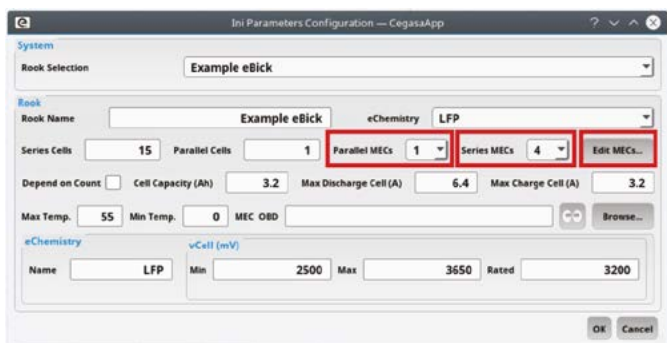 Ini Parameters Configuration — CegasaApp
System
Rook Selection Example eBick
Rook
Rook Name Example eBick eChemistry LFP
Series Cells 15 Parallel Cells 1 Parallel MECs 1 Series MECs 4 Edit MECs...
Depend on Count Cell Capacity (Ah) 3.2 Max Discharge Cell (A) 6.4 Max Charge Cell (A) 3.2
Max Temp. 55 Min Temp. 0 MEC OBD Browse...
eChemistry vCell (mV)
Name LFP Min 2500 Max 3650 Rated 3200
OK Cancel